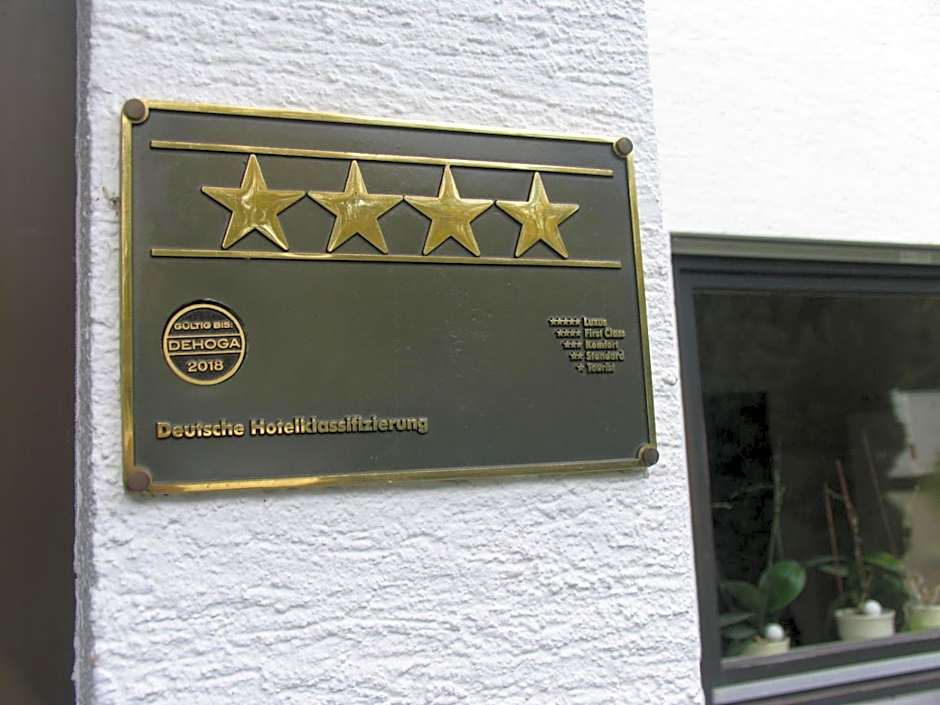 GÜLTIG BIS:
DEHOGA
2018
★★★★★ Luxus
★★★★ First Class
★★★ Komfort
★★ Standard
★ Tourist
Deutsche Hotelklassifizierung